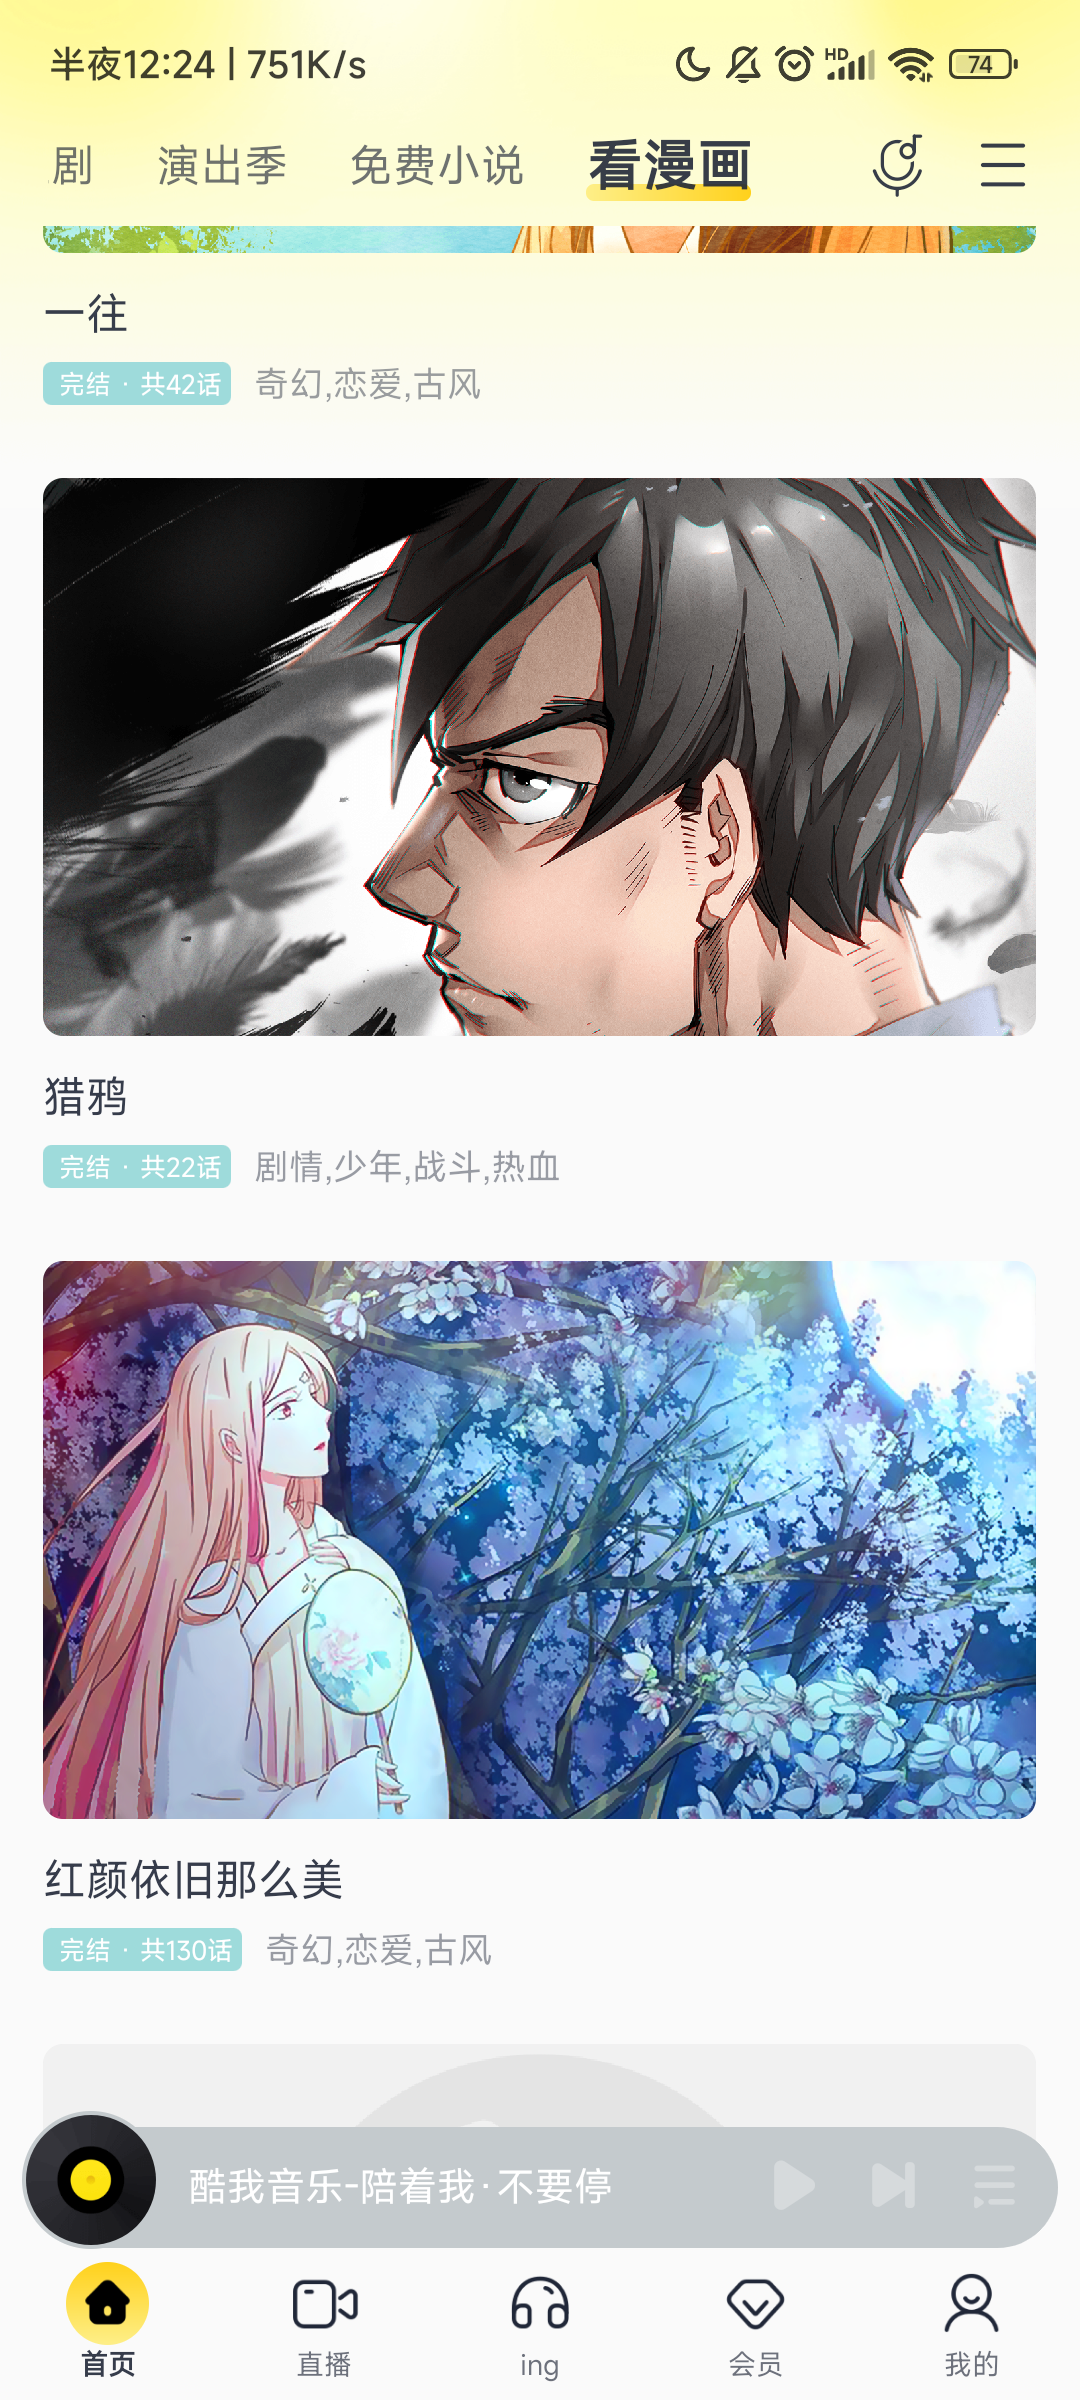 半夜12:24 | 751K/s HD 74
剧 演出季 免费小说 看漫画
一往
完结 · 共42话 奇幻,恋爱,古风
猎鸦
完结 · 共22话 剧情,少年,战斗,热血
红颜依旧那么美
完结 · 共130话 奇幻,恋爱,古风
酷我音乐-陪着我·不要停
首页 直播 ing 会员 我的